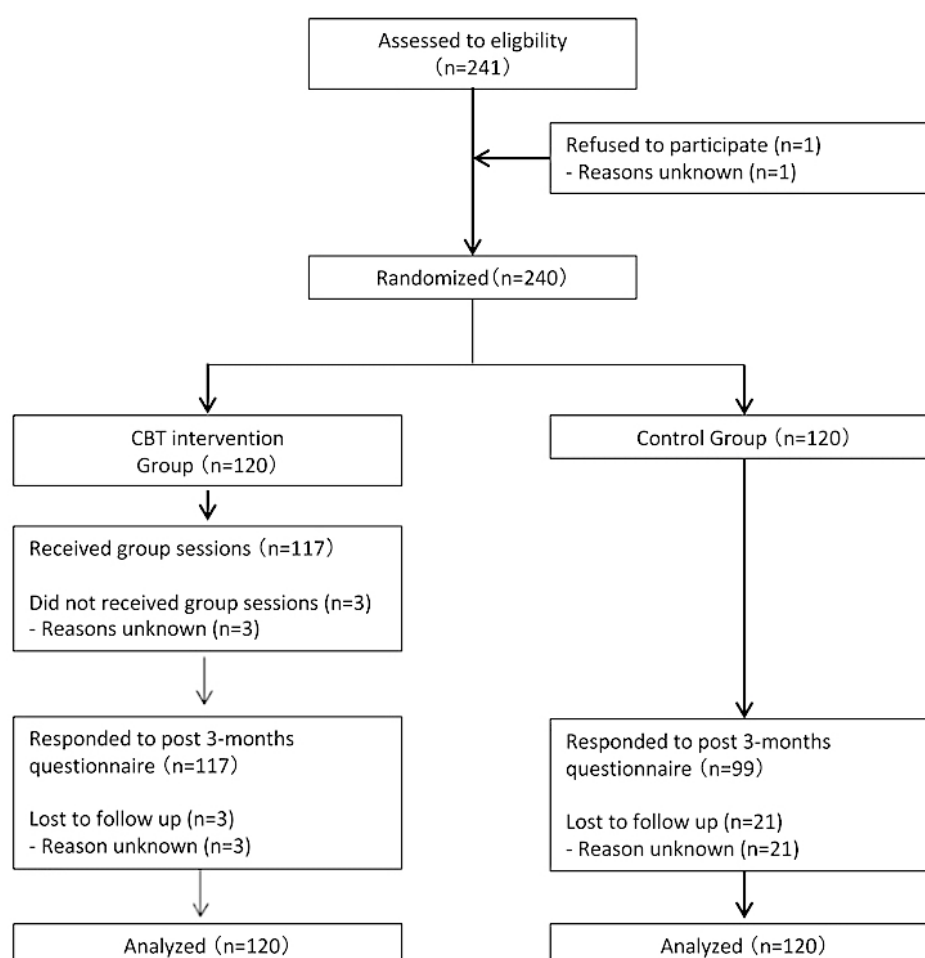 Assessed to eligbility
（n=241）
Refused to participate (n=1)
- Reasons unknown (n=1)
Randomized（n=240）
CBT intervention
Group（n=120）
Control Group（n=120）
Received group sessions（n=117）
Did not received group sessions (n=3)
- Reasons unknown (n=3)
Responded to post 3-months
questionnaire（n=117）
Lost to follow up (n=3)
- Reason unknown (n=3)
Responded to post 3-months
questionnaire（n=99）
Lost to follow up (n=21)
- Reason unknown (n=21)
Analyzed（n=120）
Analyzed（n=120）